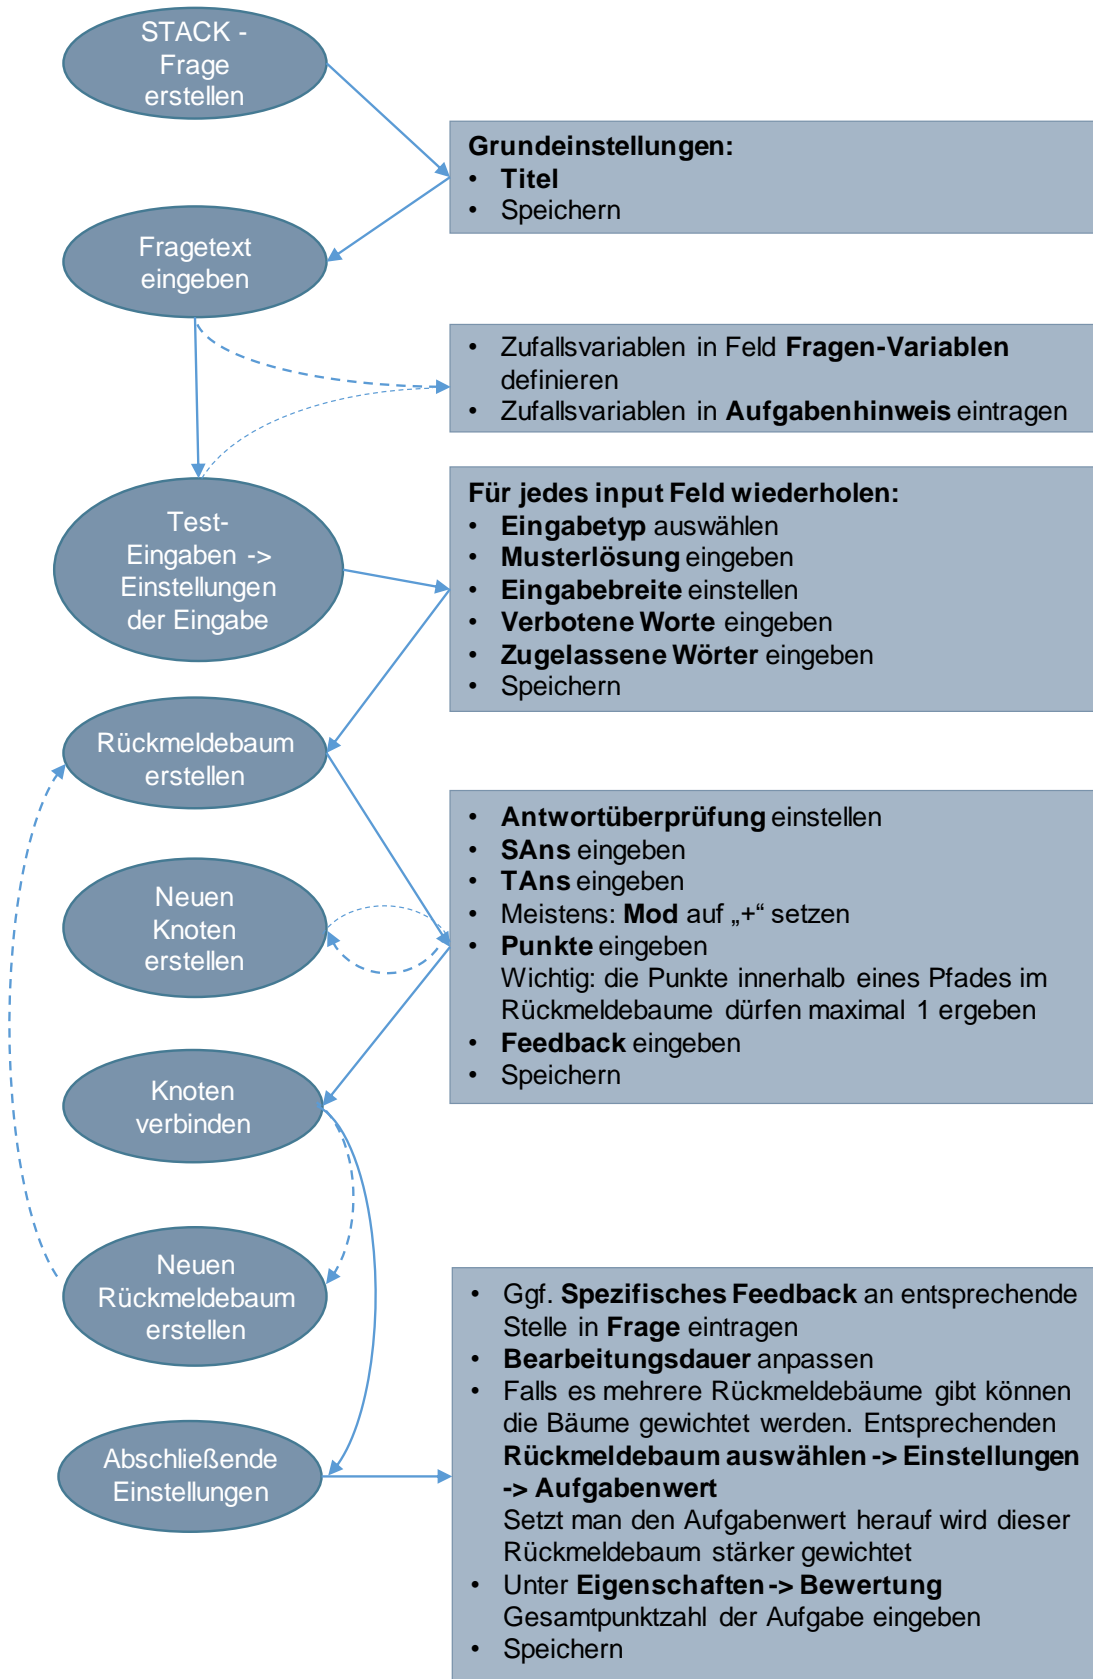 STACK -
Frage
erstellen
Grundeinstellungen:
• Titel
• Speichern
Fragetext
eingeben
• Zufallsvariablen in Feld Fragen-Variablen
definieren
• Zufallsvariablen in Aufgabenhinweis eintragen
Test-
Eingaben ->
Einstellungen
der Eingabe
Für jedes input Feld wiederholen:
• Eingabetyp auswählen
• Musterlösung eingeben
• Eingabebreite einstellen
• Verbotene Worte eingeben
• Zugelassene Wörter eingeben
• Speichern
Rückmeldebaum
erstellen
• Antwortüberprüfung einstellen
• SAns eingeben
• TAns eingeben
• Meistens: Mod auf „+“ setzen
• Punkte eingeben
Wichtig: die Punkte innerhalb eines Pfades im
Rückmeldebaume dürfen maximal 1 ergeben
• Feedback eingeben
• Speichern
Neuen
Knoten
erstellen
Knoten
verbinden
Neuen
Rückmeldebaum
erstellen
Abschließende
Einstellungen
• Ggf. Spezifisches Feedback an entsprechende
Stelle in Frage eintragen
• Bearbeitungsdauer anpassen
• Falls es mehrere Rückmeldebäume gibt können
die Bäume gewichtet werden. Entsprechenden
Rückmeldebaum auswählen -> Einstellungen
-> Aufgabenwert
Setzt man den Aufgabenwert herauf wird dieser
Rückmeldebaum stärker gewichtet
• Unter Eigenschaften -> Bewertung
Gesamtpunktzahl der Aufgabe eingeben
• Speichern